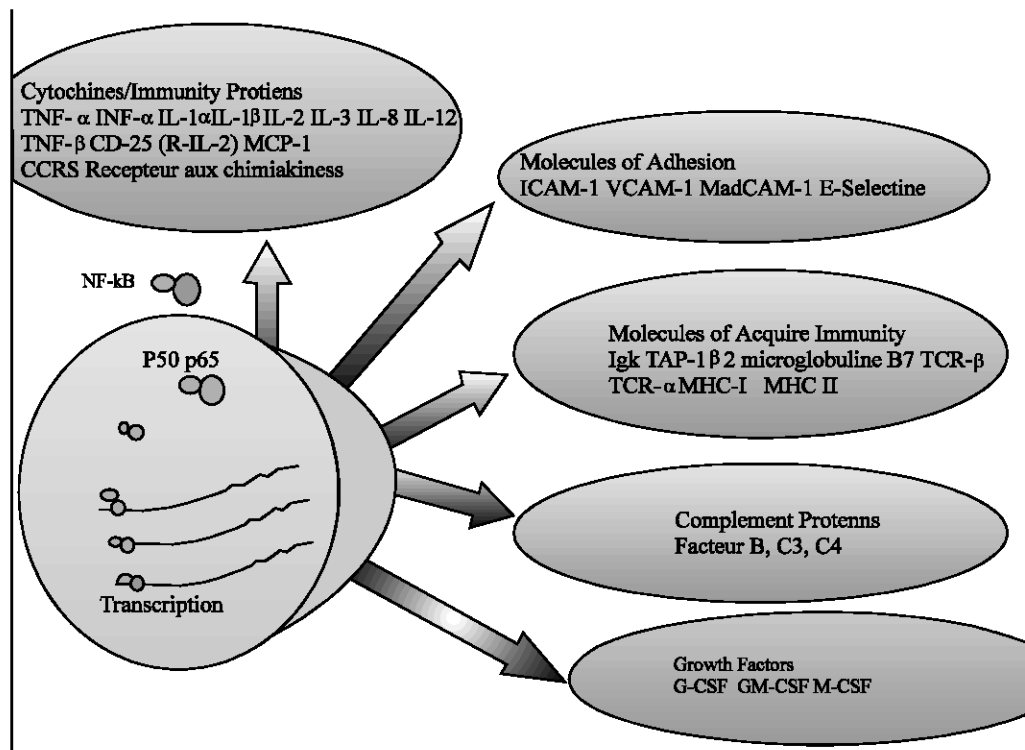 Cytochines/Immunity Protiens
TNF- α INF-α IL-1αIL-1β IL-2 IL-3 IL-8 IL-12
TNF-β CD-25 (R-IL-2) MCP-1
CCRS Recepteur aux chimiakiness
Molecules of Adhesion
ICAM-1 VCAM-1 MadCAM-1 E-Selectine
NF-kB
P50 p65
Molecules of Acquire Immunity
Igk TAP-1 β2 microglobuline B7 TCR-β
TCR-α MHC-I MHC II
Complement Protenns
Facteur B, C3, C4
Transcription
Growth Factors
G-CSF GM-CSF M-CSF